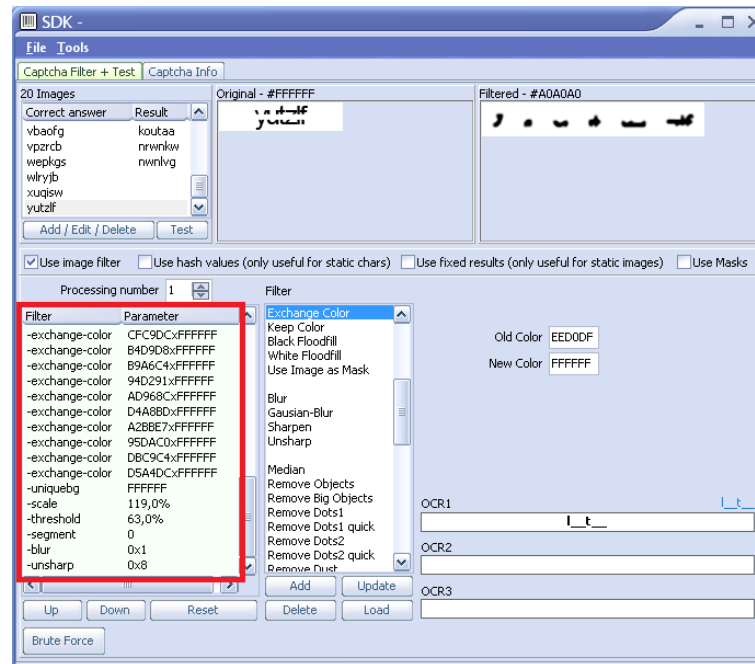 SDK -
File Tools
Captcha Filter + Test Captcha Info
20 Images Original - #FFFFFF Filtered - #A0A0A0
Correct answer Result
yutzlf
vbaofg koutaa
vpzrcb nrwnkw
wepkgs nwnlvg
wlryjb
xuqisw
yutzlf
Add / Edit / Delete Test
Use image filter Use hash values (only useful for static chars) Use fixed results (only useful for static images) Use Masks
Processing number 1 Filter
Filter Parameter
-exchange-color CFC9DCxFFFFFF
-exchange-color B4D9D8xFFFFFF
-exchange-color B9A6C4xFFFFFF
-exchange-color 94D291xFFFFFF
-exchange-color AD968CxFFFFFF
-exchange-color D4A8BDxFFFFFF
-exchange-color A2BBE7xFFFFFF
-exchange-color 95DAC0xFFFFFF
-exchange-color DBC9C4xFFFFFF
-exchange-color D5A4DCxFFFFFF
-uniquebg FFFFFF
-scale 119,0%
-threshold 63,0%
-segment 0
-blur 0x1
-unsharp 0x8
Exchange Color
Keep Color
Black Floodfill
White Floodfill
Use Image as Mask
Blur
Gausian-Blur
Sharpen
Unsharp
Median
Remove Objects
Remove Big Objects
Remove Dots1
Remove Dots1 quick
Remove Dots2
Remove Dots2 quick
Remove Dust
Old Color EED0DF
New Color FFFFFF
OCR1 l__t__
l__t__
OCR2
OCR3
Up Down Reset
Add Update
Delete Load
Brute Force